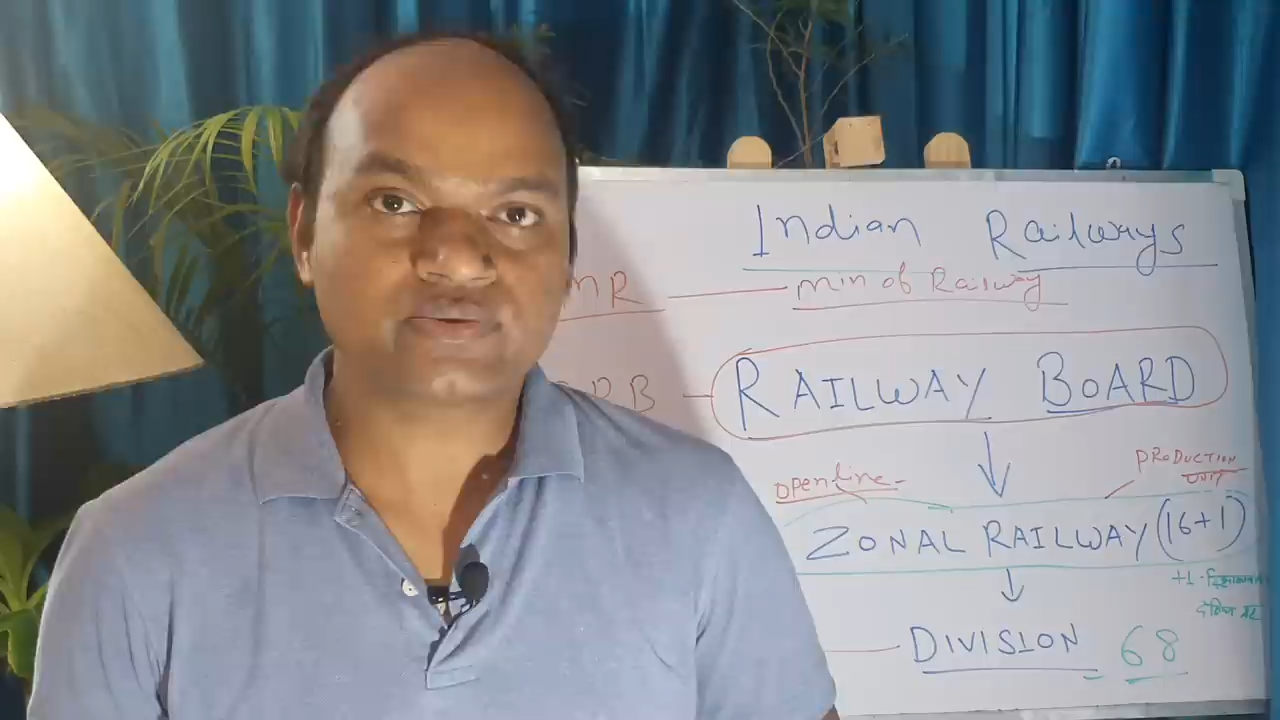 Indian Railways
MR — Min of Railway
RB — RAILWAY BOARD
Openline PRODUCTION
UNIT
ZONAL RAILWAY (16+1)
+1
DIVISION 68